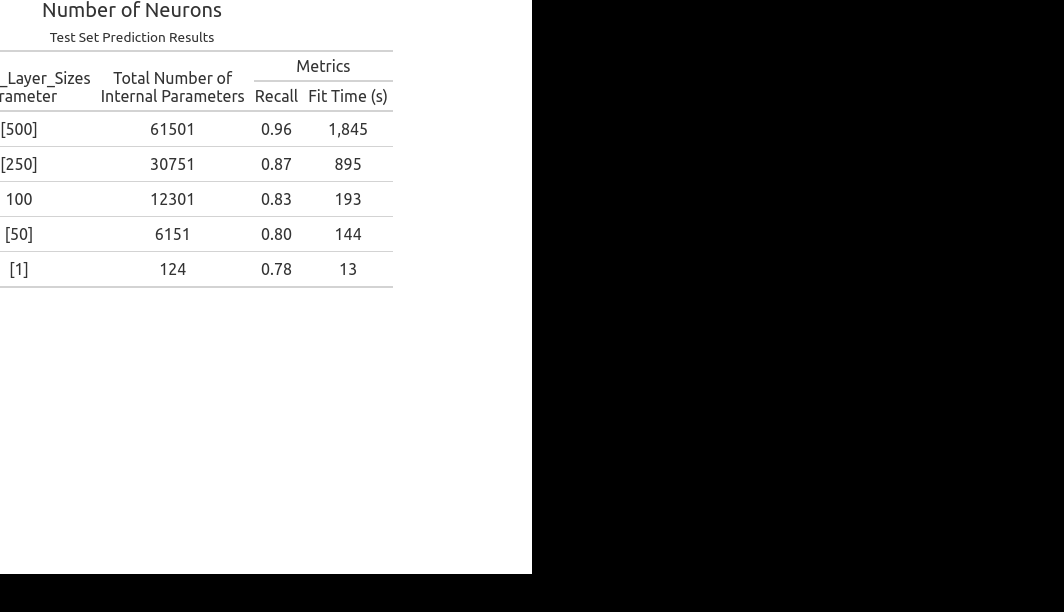 Number of Neurons
Test Set Prediction Results
Metrics
_Layer_Sizes Total Number of
rameter Internal Parameters Recall Fit Time (s)
[500] 61501 0.96 1,845
[250] 30751 0.87 895
100 12301 0.83 193
[50] 6151 0.80 144
[1] 124 0.78 13